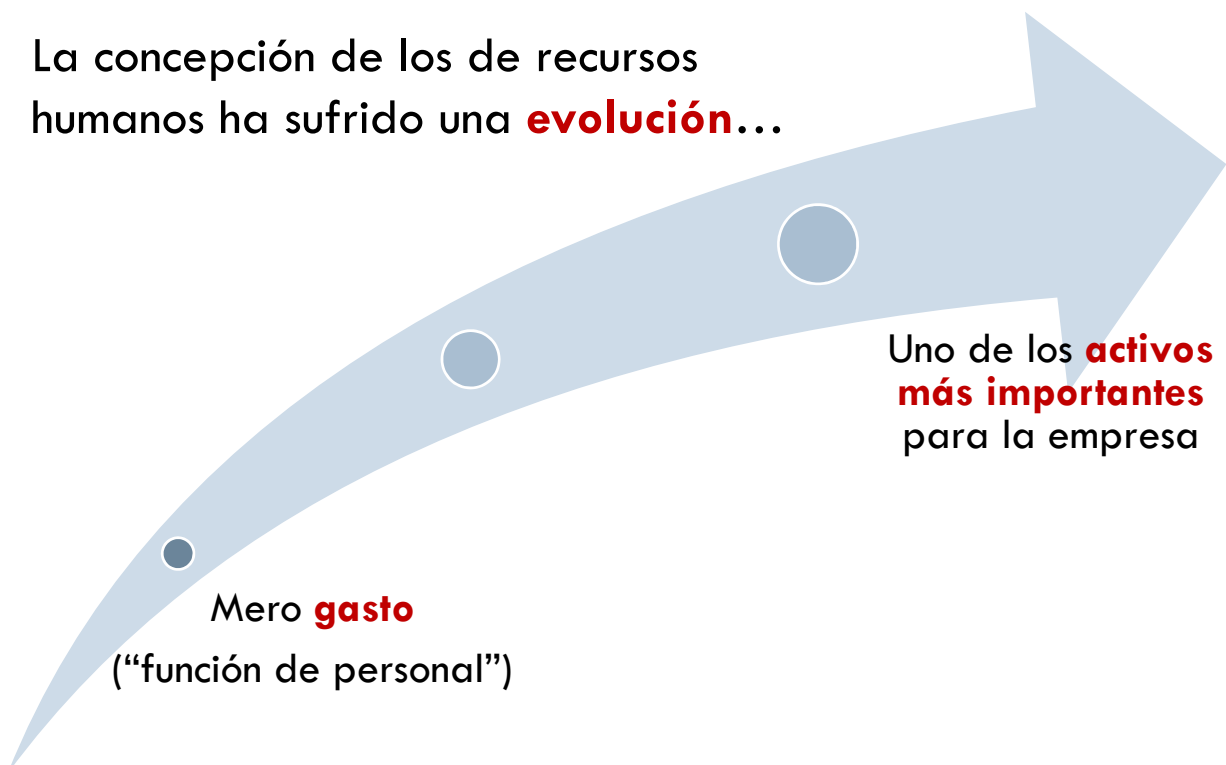 La concepción de los de recursos
humanos ha sufrido una evolución…
Uno de los activos
más importantes
para la empresa
Mero gasto
(“función de personal”)